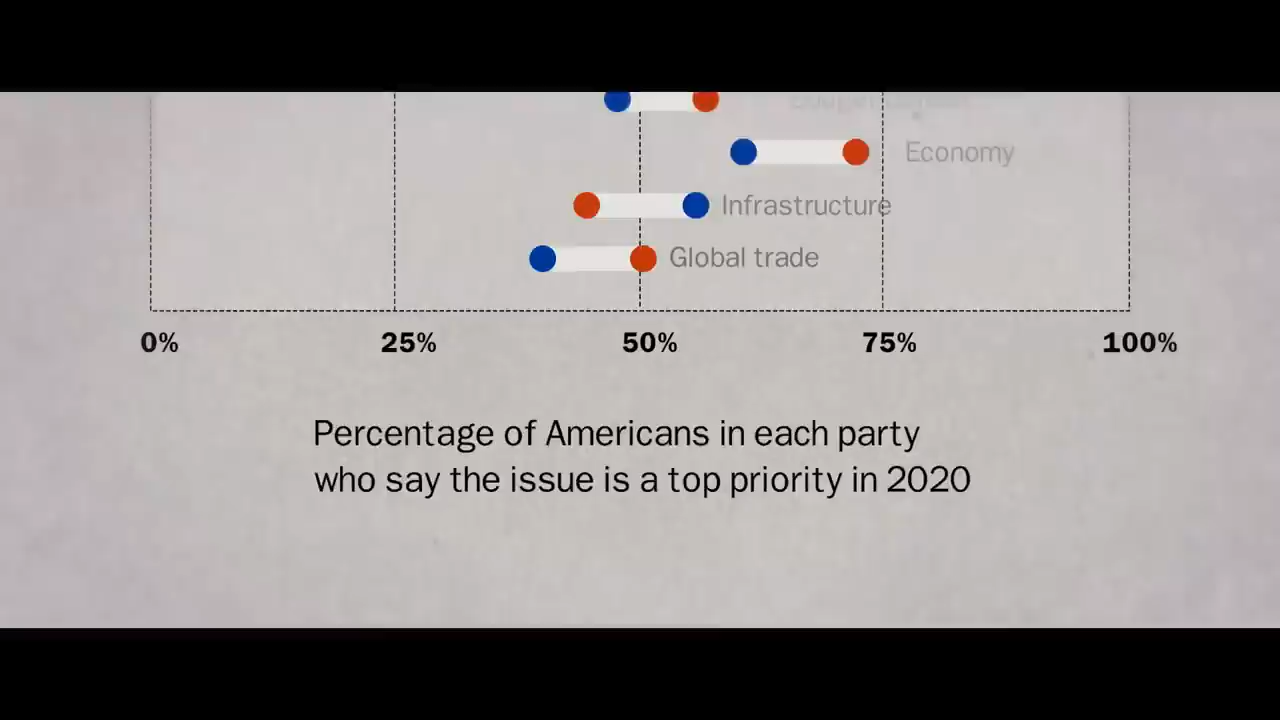 Economy
Infrastructure
Global trade
0% 25% 50% 75% 100%
Percentage of Americans in each party
who say the issue is a top priority in 2020